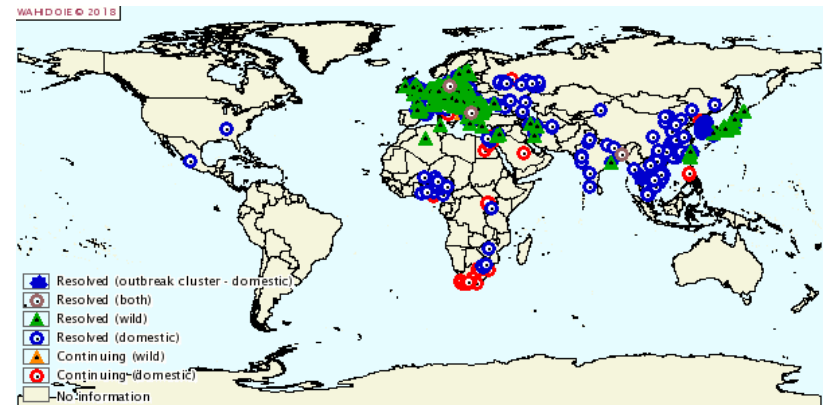 WAHID OIE © 2018
Resolved (outbreak cluster - domestic)
Resolved (both)
Resolved (wild)
Resolved (domestic)
Continuing (wild)
Continuing (domestic)
No information